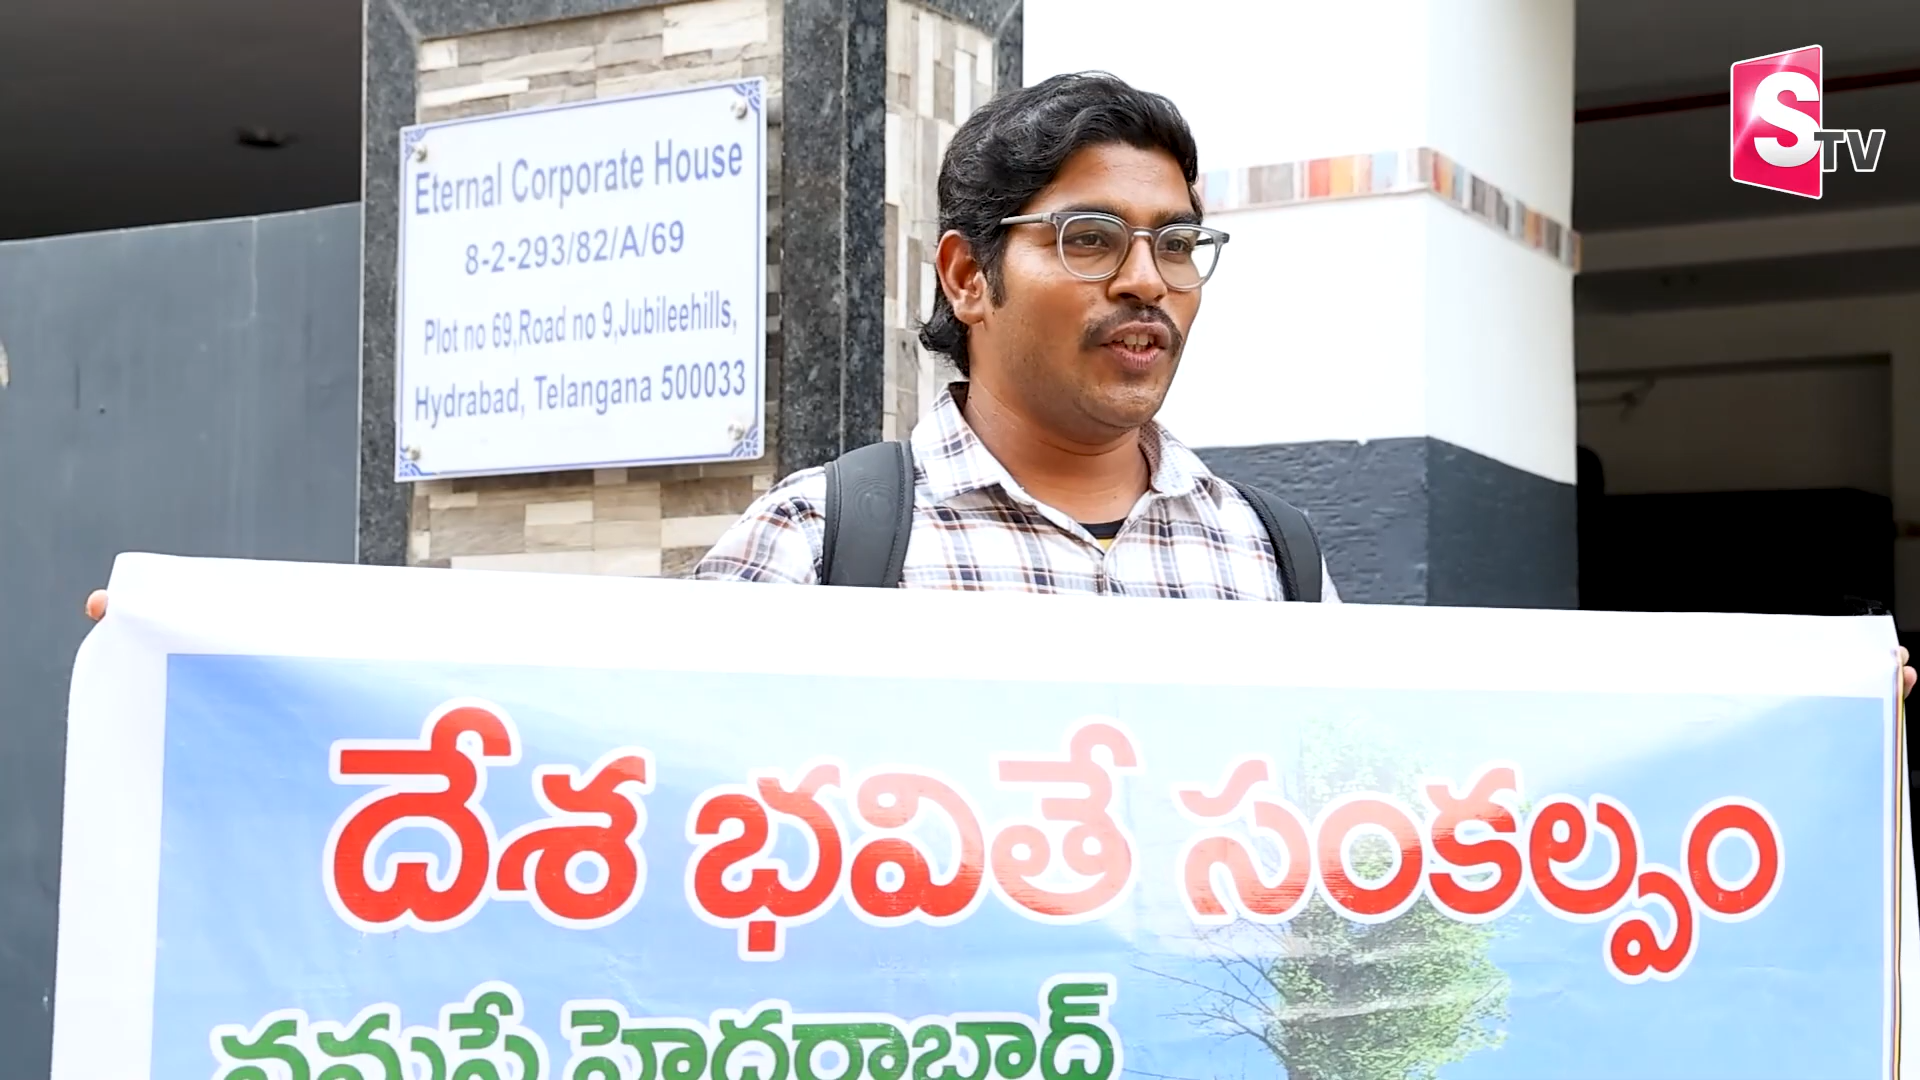 Eternal Corporate House
8-2-293/82/A/69
Plot no 69,Road no 9,Jubileehills,
Hydrabad, Telangana 500033
STV
దేశ భవితే సంకల్పం
హైదరాబాద్